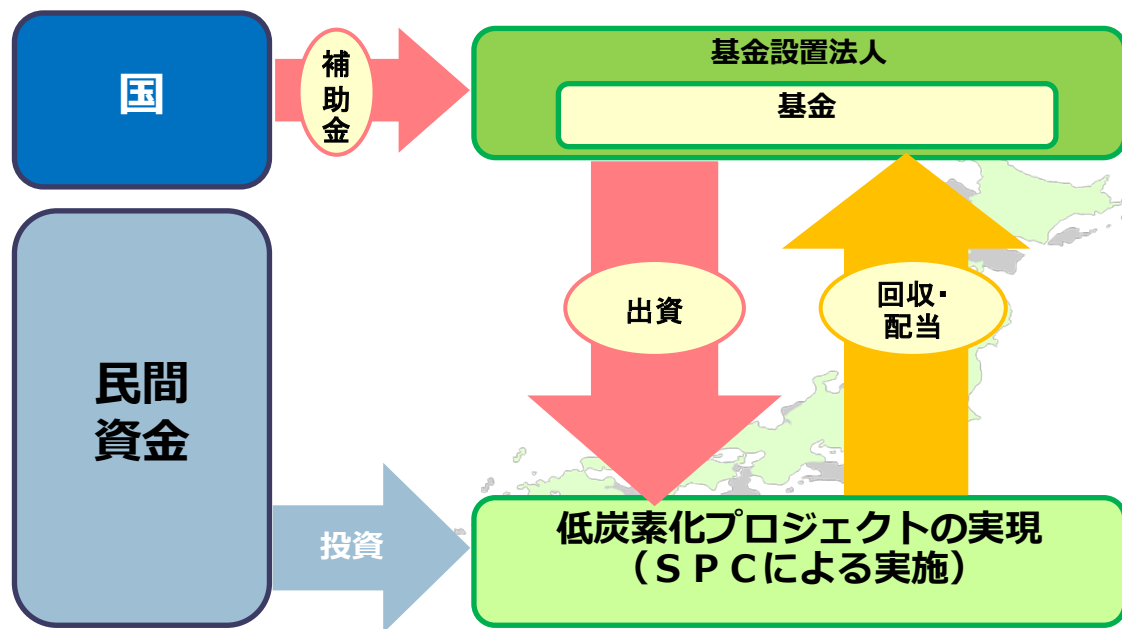 国
補
助
金
基金設置法人
基金
民間
資金
出資
回収・
配当
投資
低炭素化プロジェクトの実現
（ＳＰＣによる実施）